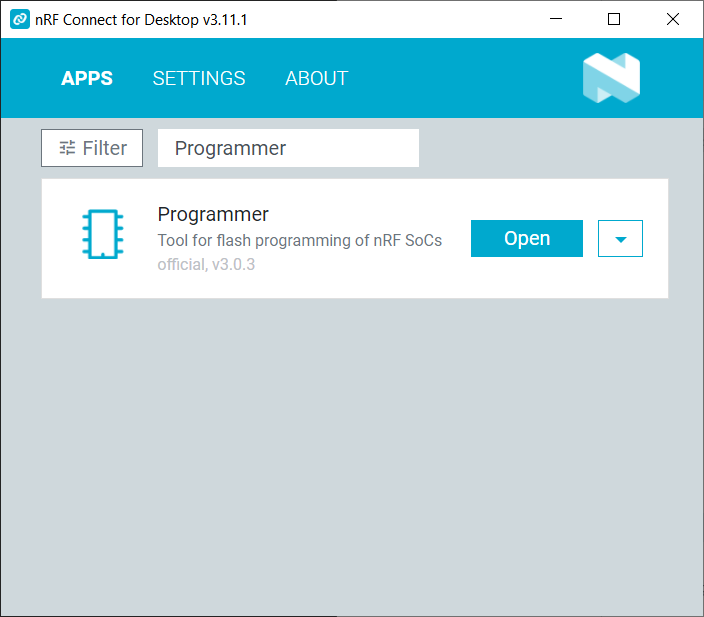 nRF Connect for Desktop v3.11.1
APPS SETTINGS ABOUT
Filter Programmer
Programmer
Tool for flash programming of nRF SoCs
official, v3.0.3
Open